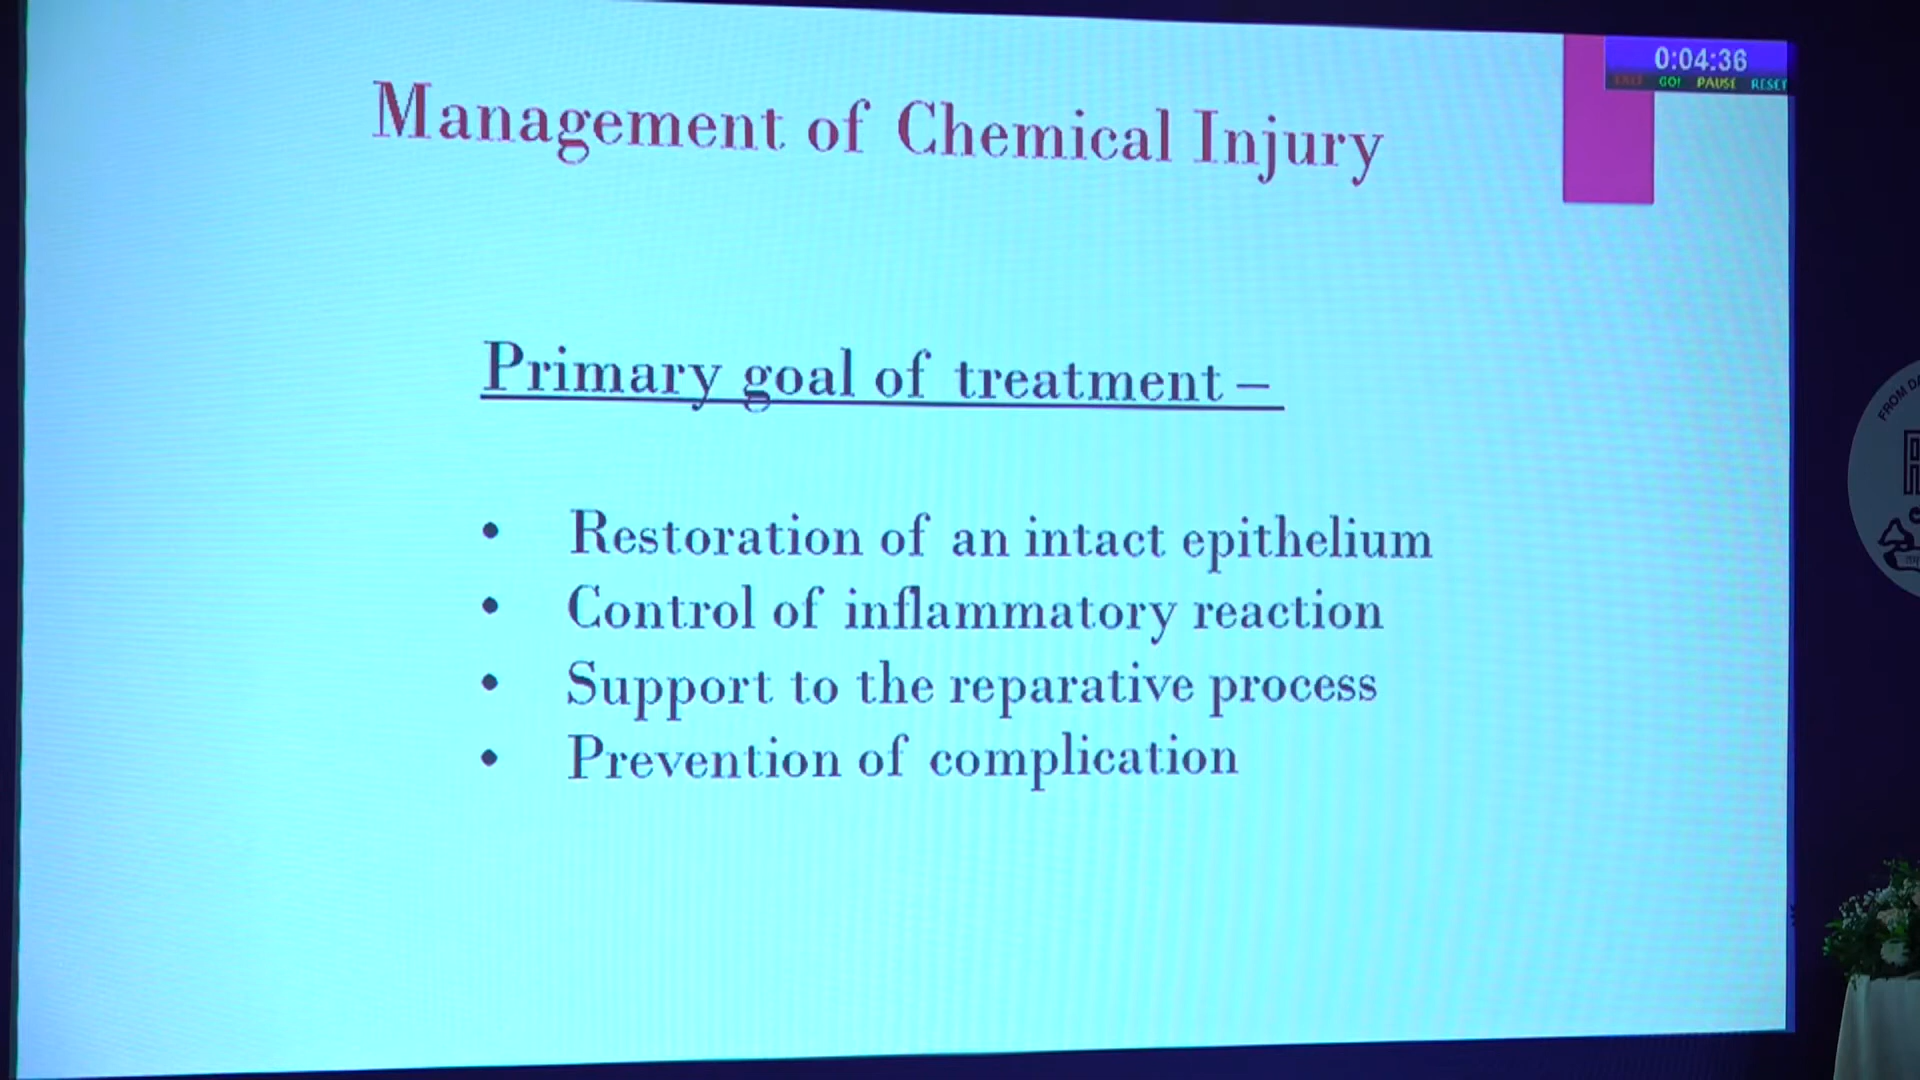 0:04:36
GO! PAUSE RESET
Management of Chemical Injury
Primary goal of treatment –
• Restoration of an intact epithelium
• Control of inflammatory reaction
• Support to the reparative process
• Prevention of complication
FROM